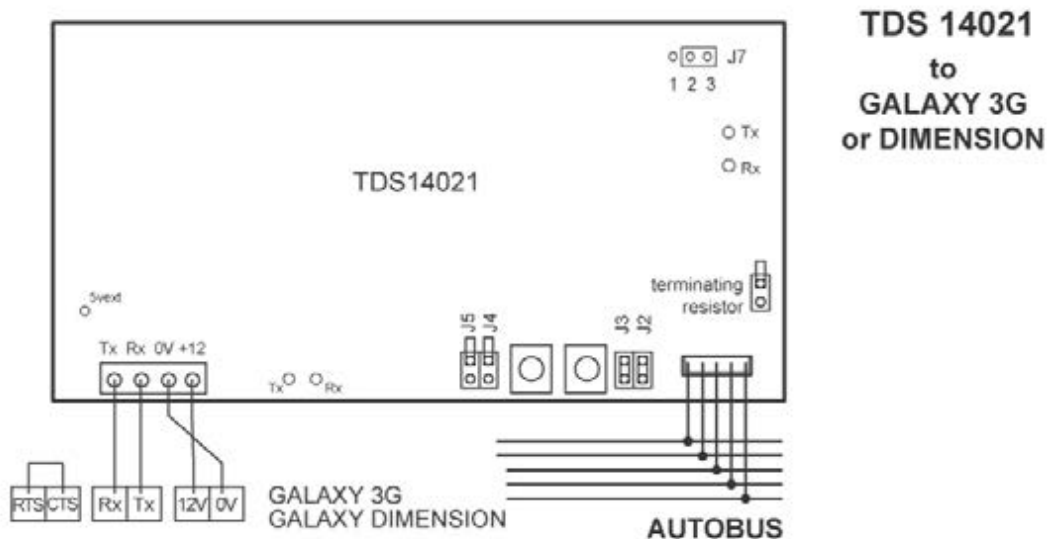 TDS 14021
to
GALAXY 3G
or DIMENSION
J7
1 2 3
Tx
Rx
TDS14021
terminating
resistor
5vext
J5
J4
J3
J2
Tx Rx 0V +12
Tx
Rx
RTS CTS Rx Tx 12V 0V
GALAXY 3G
GALAXY DIMENSION
AUTOBUS